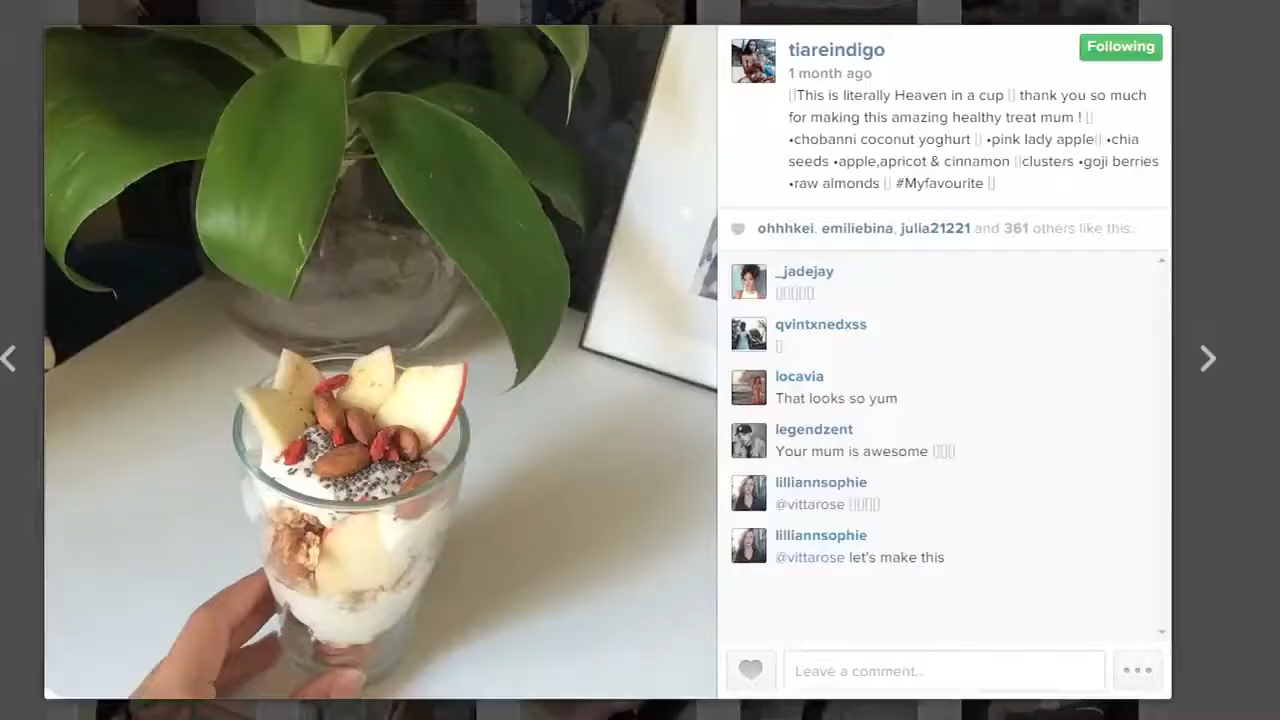 tiareindigo
Following
1 month ago
This is literally Heaven in a cup thank you so much
for making this amazing healthy treat mum !
•chobanni coconut yoghurt •pink lady apple •chia
seeds •apple,apricot & cinnamon clusters •goji berries
•raw almonds #Myfavourite
ohhhkei, emiliebina, julia21221 and 361 others like this.
_jadejay
qvintxnedxss
locavia
That looks so yum
legendzent
Your mum is awesome
lilliannsophie
@vittarose
lilliannsophie
@vittarose let's make this
Leave a comment...